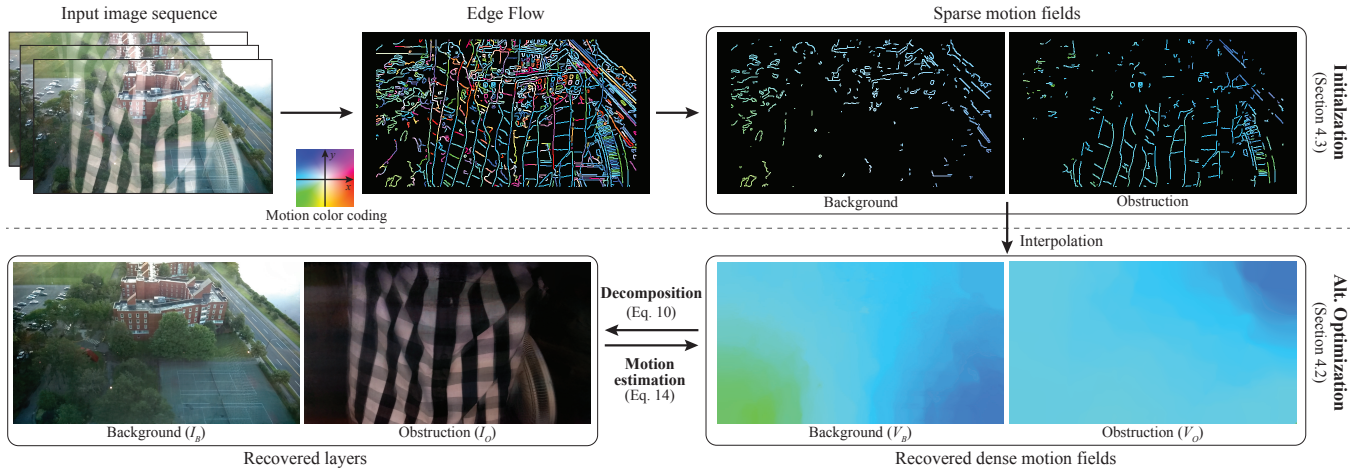 Input image sequence
Edge Flow
Sparse motion fields
y
x
Motion color coding
Background
Obstruction
Initialzation
(Section 4.3)
Interpolation
Decomposition
(Eq. 10)
Motion
estimation
(Eq. 14)
Background (I_B)
Obstruction (I_O)
Recovered layers
Background (V_B)
Obstruction (V_O)
Recovered dense motion fields
Alt. Optimization
(Section 4.2)